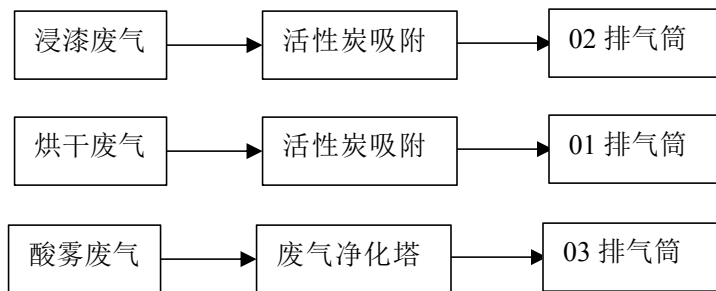 浸漆废气 活性炭吸附 02 排气筒
烘干废气 活性炭吸附 01 排气筒
酸雾废气 废气净化塔 03 排气筒